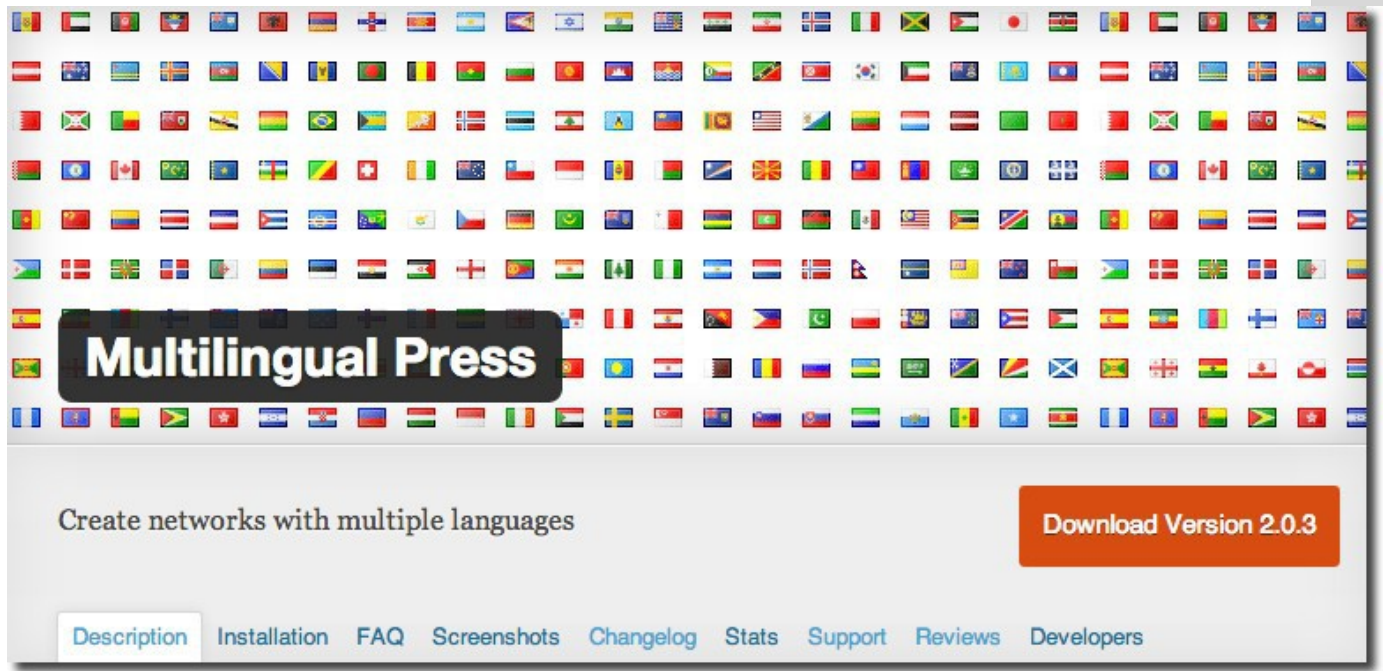 Multilingual Press
Create networks with multiple languages
Download Version 2.0.3
Description Installation FAQ Screenshots Changelog Stats Support Reviews Developers